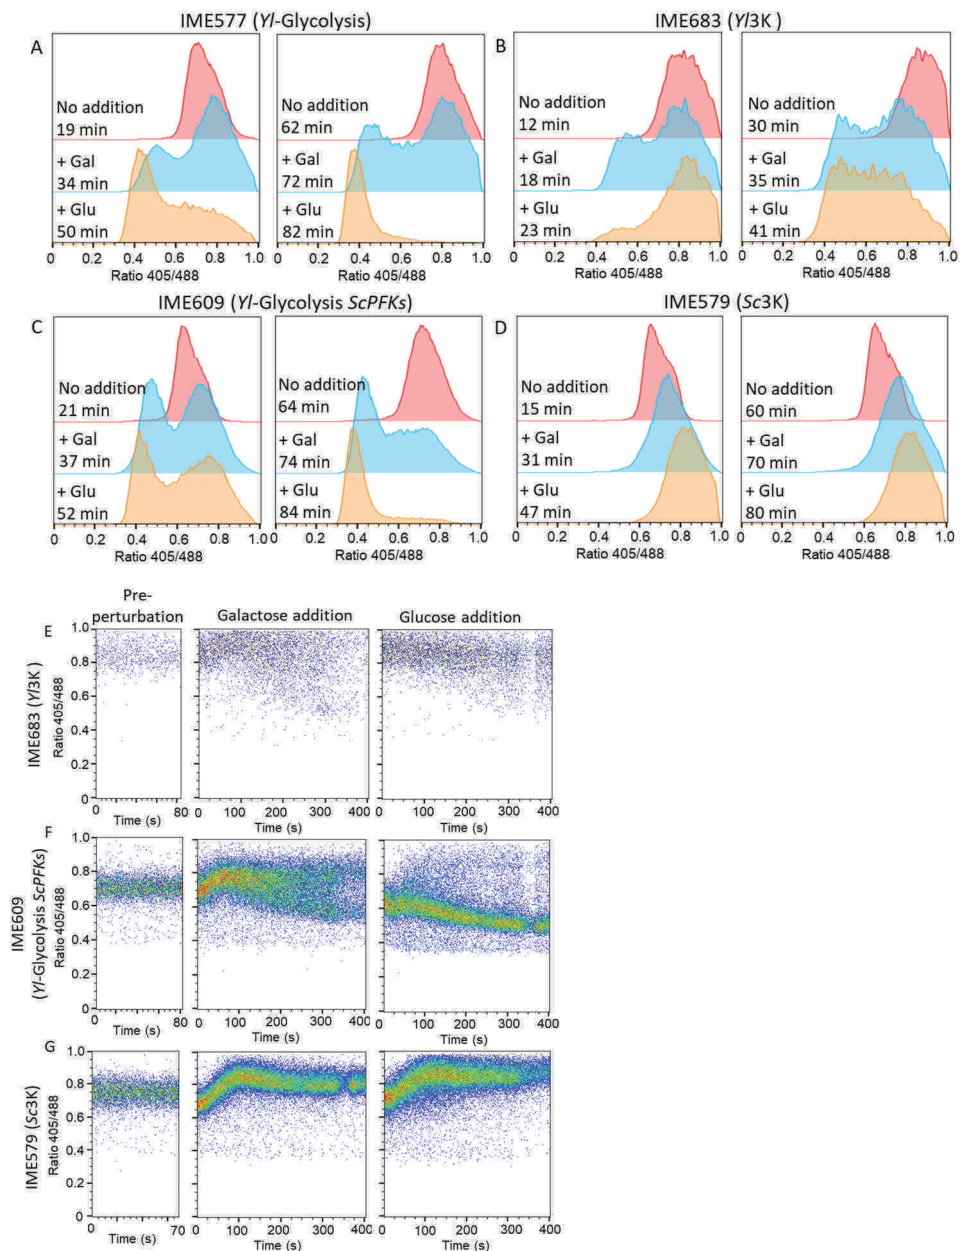 IME577 (Yl-Glycolysis)
IME683 (Yl3K)
A
No addition
19 min
+ Gal
34 min
+ Glu
50 min
0 0.2 0.4 0.6 0.8 1.0
Ratio 405/488
No addition
62 min
+ Gal
72 min
+ Glu
82 min
0 0.2 0.4 0.6 0.8 1.0
Ratio 405/488
B
No addition
12 min
+ Gal
18 min
+ Glu
23 min
0 0.2 0.4 0.6 0.8 1.0
Ratio 405/488
No addition
30 min
+ Gal
35 min
+ Glu
41 min
0 0.2 0.4 0.6 0.8 1.0
Ratio 405/488
IME609 (Yl-Glycolysis ScPFKs)
IME579 (Sc3K)
C
No addition
21 min
+ Gal
37 min
+ Glu
52 min
0 0.2 0.4 0.6 0.8 1.0
Ratio 405/488
No addition
64 min
+ Gal
74 min
+ Glu
84 min
0 0.2 0.4 0.6 0.8 1.0
Ratio 405/488
D
No addition
15 min
+ Gal
31 min
+ Glu
47 min
0 0.2 0.4 0.6 0.8 1.0
Ratio 405/488
No addition
60 min
+ Gal
70 min
+ Glu
80 min
0 0.2 0.4 0.6 0.8 1.0
Ratio 405/488
Pre-
perturbation
Galactose addition
Glucose addition
E
IME683 (Yl3K )
Ratio 405/488
1.0
0.8
0.6
0.4
0.2
0
0 80
Time (s)
0 100 200 300 400
Time (s)
0 100 200 300 400
Time (s)
F
IME609
(Yl-Glycolysis ScPFKs)
Ratio 405/488
1.0
0.8
0.6
0.4
0.2
0
0 80
Time (s)
0 100 200 300 400
Time (s)
0 100 200 300 400
Time (s)
G
IME579 (Sc3K)
Ratio 405/488
1.0
0.8
0.6
0.4
0.2
0
0 70
Time (s)
0 100 200 300 400
Time (s)
0 100 200 300 400
Time (s)